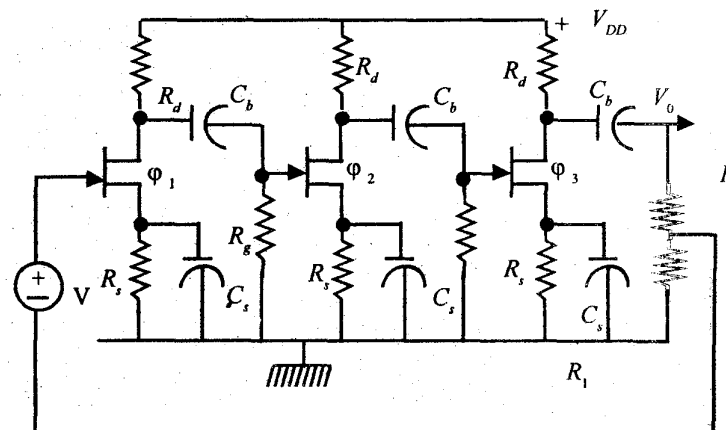 + V_DD
R_d R_d
R_d C_b C_b C_b V_0
φ_1 φ_2 φ_3
R_g
R_s R_s R_s
+
− V C_s C_s C_s
R_1